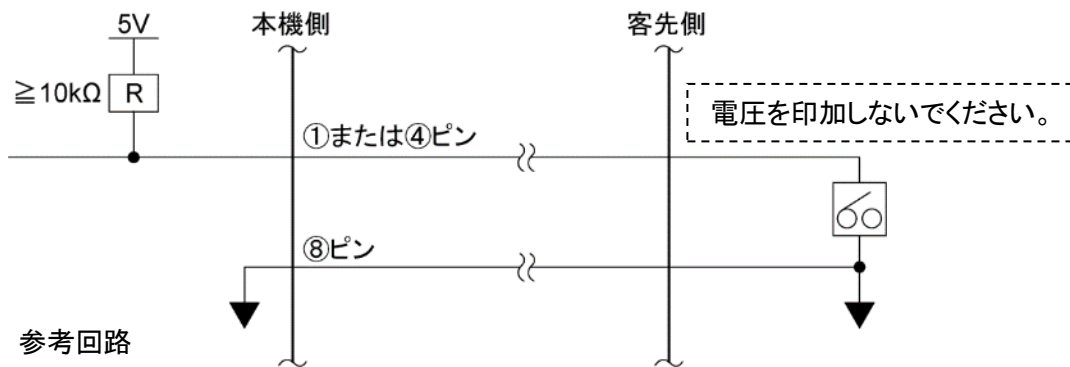 5V
本機側
客先側
≧10kΩ
R
電圧を印加しないでください。
①または④ピン
⑧ピン
参考回路